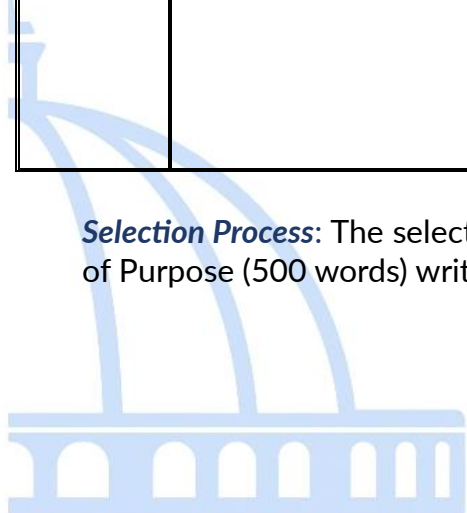 Selection Process: The select
of Purpose (500 words) writ